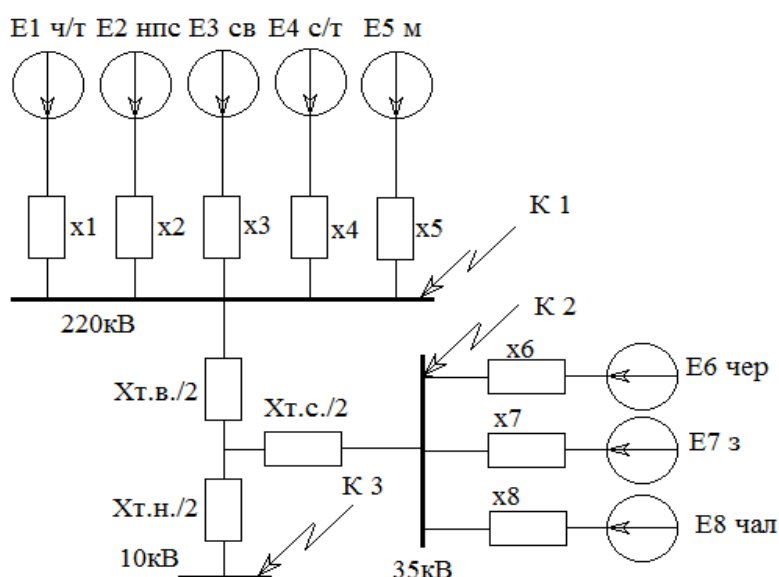 E1 ч/т E2 нпс E3 св E4 с/т E5 м
x1 x2 x3 x4 x5
К 1
220кВ
К 2
x6
E6 чер
Xт.в./2
Xт.с./2
x7
E7 з
Xт.н./2
К 3
x8
E8 чал
10кВ
35кВ